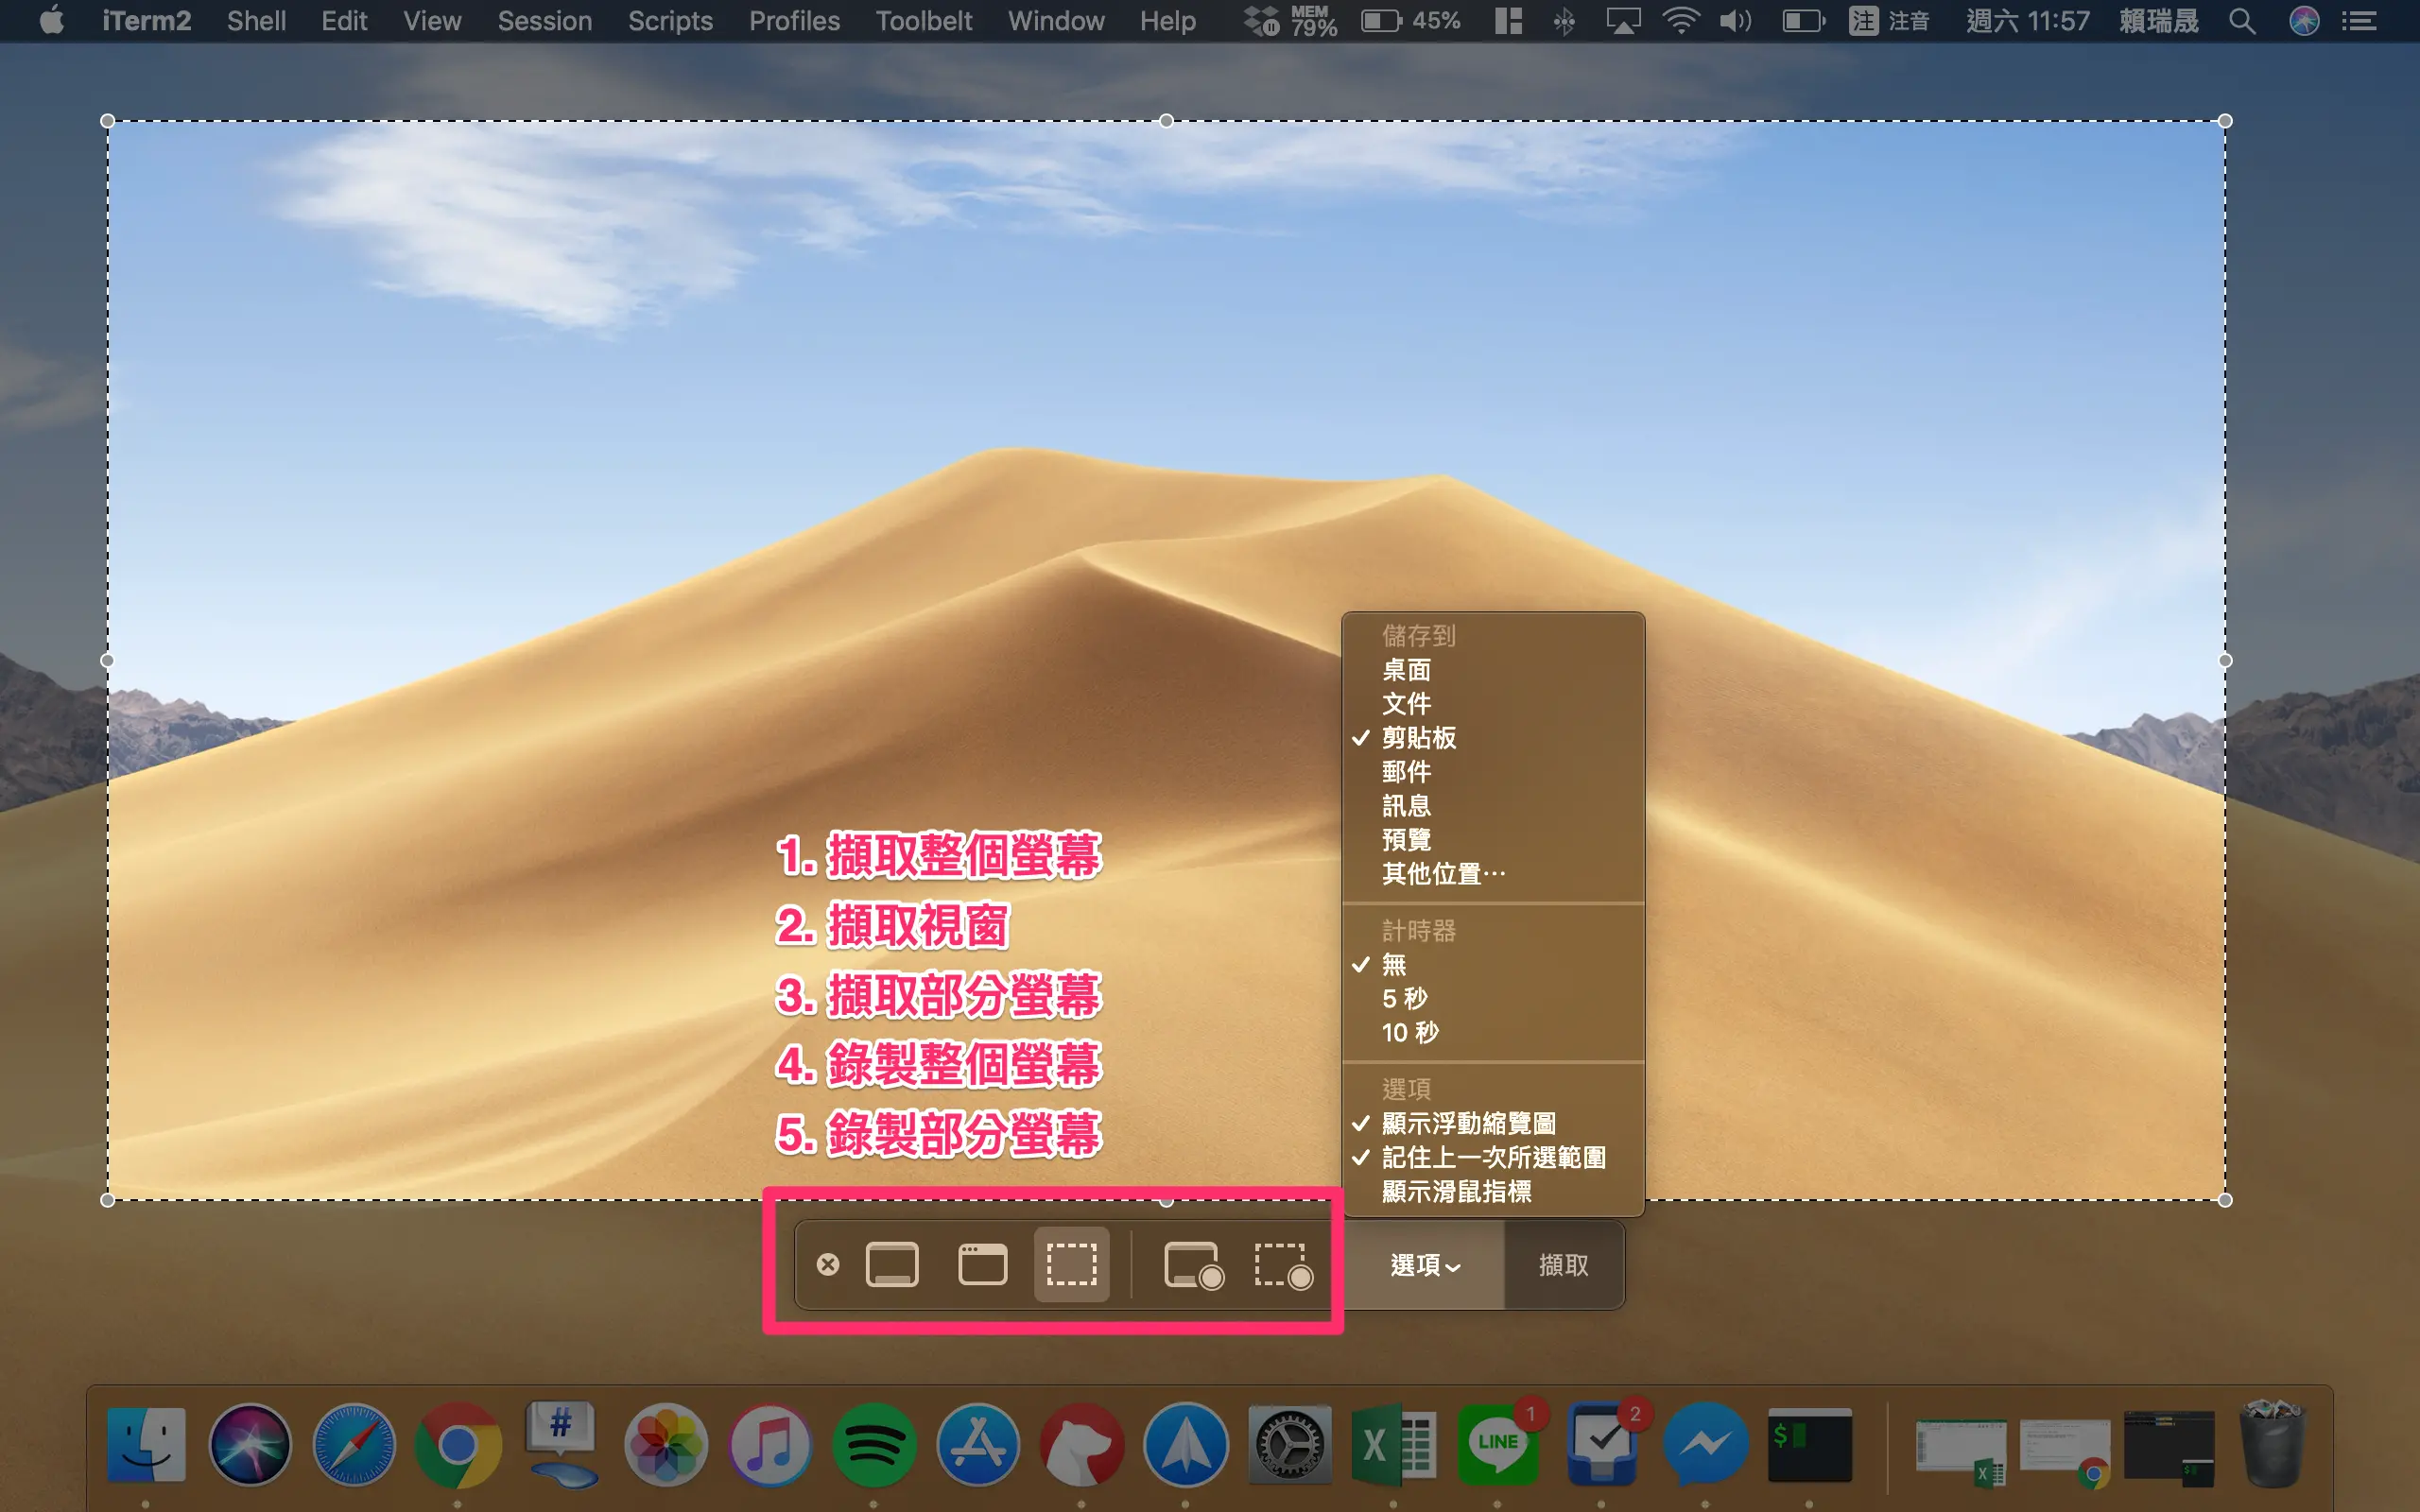 iTerm2 Shell Edit View Session Scripts Profiles Toolbelt Window Help MEM 79% 45% 注 注音 週六 11:57 賴瑞晟
儲存到
桌面
文件
剪貼板
郵件
訊息
預覽
其他位置…
計時器
無
5 秒
10 秒
選項
顯示浮動縮覽圖
記住上一次所選範圍
顯示滑鼠指標
1. 擷取整個螢幕
2. 擷取視窗
3. 擷取部分螢幕
4. 錄製整個螢幕
5. 錄製部分螢幕
選項 擷取
# X LINE 1 2 $ X $